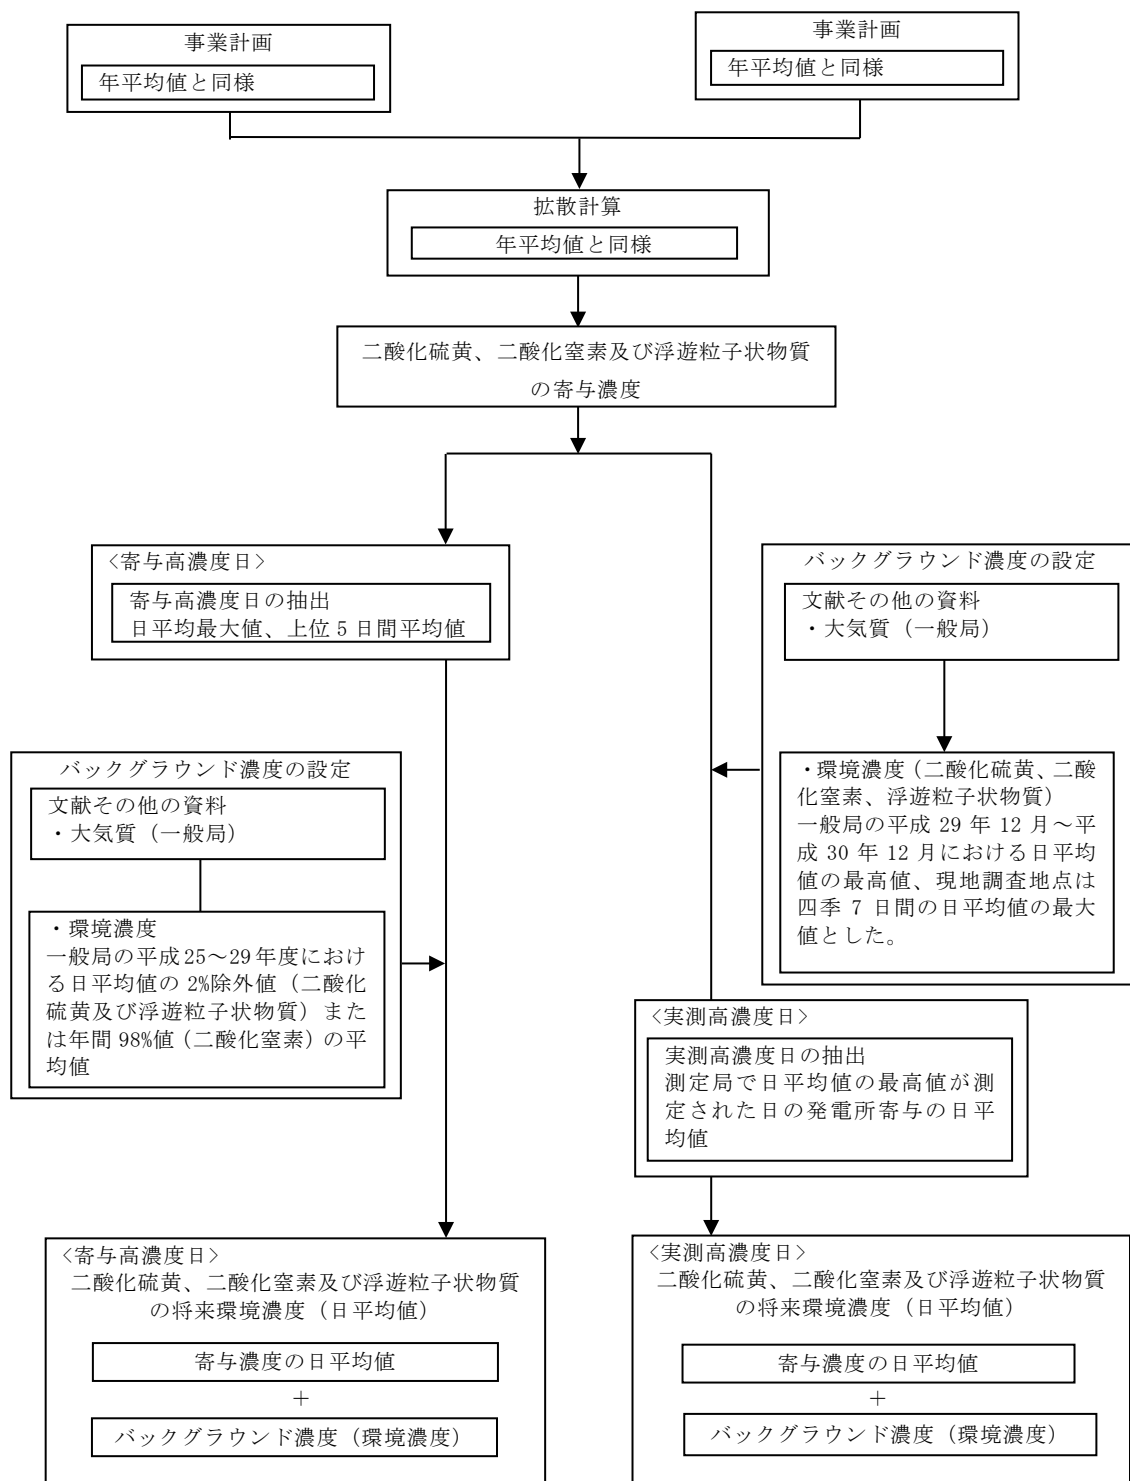 事業計画
年平均値と同様
事業計画
年平均値と同様
拡散計算
年平均値と同様
二酸化硫黄、二酸化窒素及び浮遊粒子状物質
の寄与濃度
<寄与高濃度日>
寄与高濃度日の抽出
日平均最大値、上位 5 日間平均値
バックグラウンド濃度の設定
文献その他の資料
・大気質（一般局）
・環境濃度（二酸化硫黄、二酸
化窒素、浮遊粒子状物質）
一般局の平成 29 年 12 月～平
成 30 年 12 月における日平均
値の最高値、現地調査地点は
四季 7 日間の日平均値の最大
値とした。
バックグラウンド濃度の設定
文献その他の資料
・大気質（一般局）
・環境濃度
一般局の平成 25～29 年度におけ
る日平均値の 2%除外値（二酸化
硫黄及び浮遊粒子状物質）また
は年間 98%値（二酸化窒素）の平
均値
<実測高濃度日>
実測高濃度日の抽出
測定局で日平均値の最高値が測
定された日の発電所寄与の日平
均値
<寄与高濃度日>
二酸化硫黄、二酸化窒素及び浮遊粒子状物質
の将来環境濃度（日平均値）
寄与濃度の日平均値
＋
バックグラウンド濃度（環境濃度）
<実測高濃度日>
二酸化硫黄、二酸化窒素及び浮遊粒子状物質
の将来環境濃度（日平均値）
寄与濃度の日平均値
＋
バックグラウンド濃度（環境濃度）